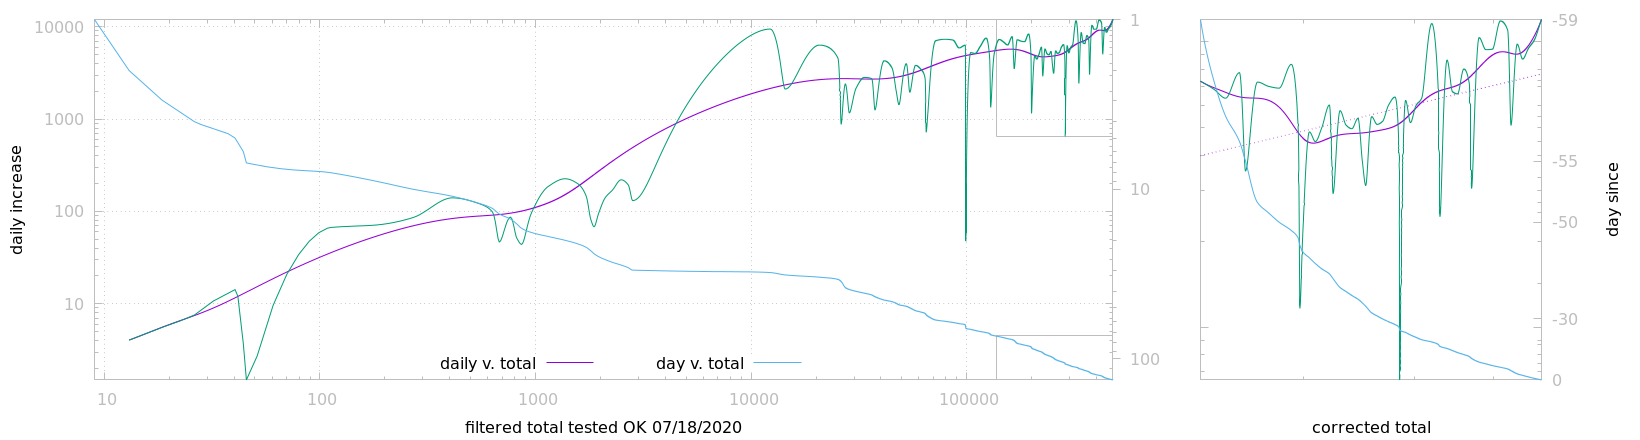 10000
1000
100
10
daily increase
10
100
1000
10000
100000
filtered total tested OK 07/18/2020
daily v. total
day v. total
1
10
100
-59
-55
-50
-30
0
day since
corrected total